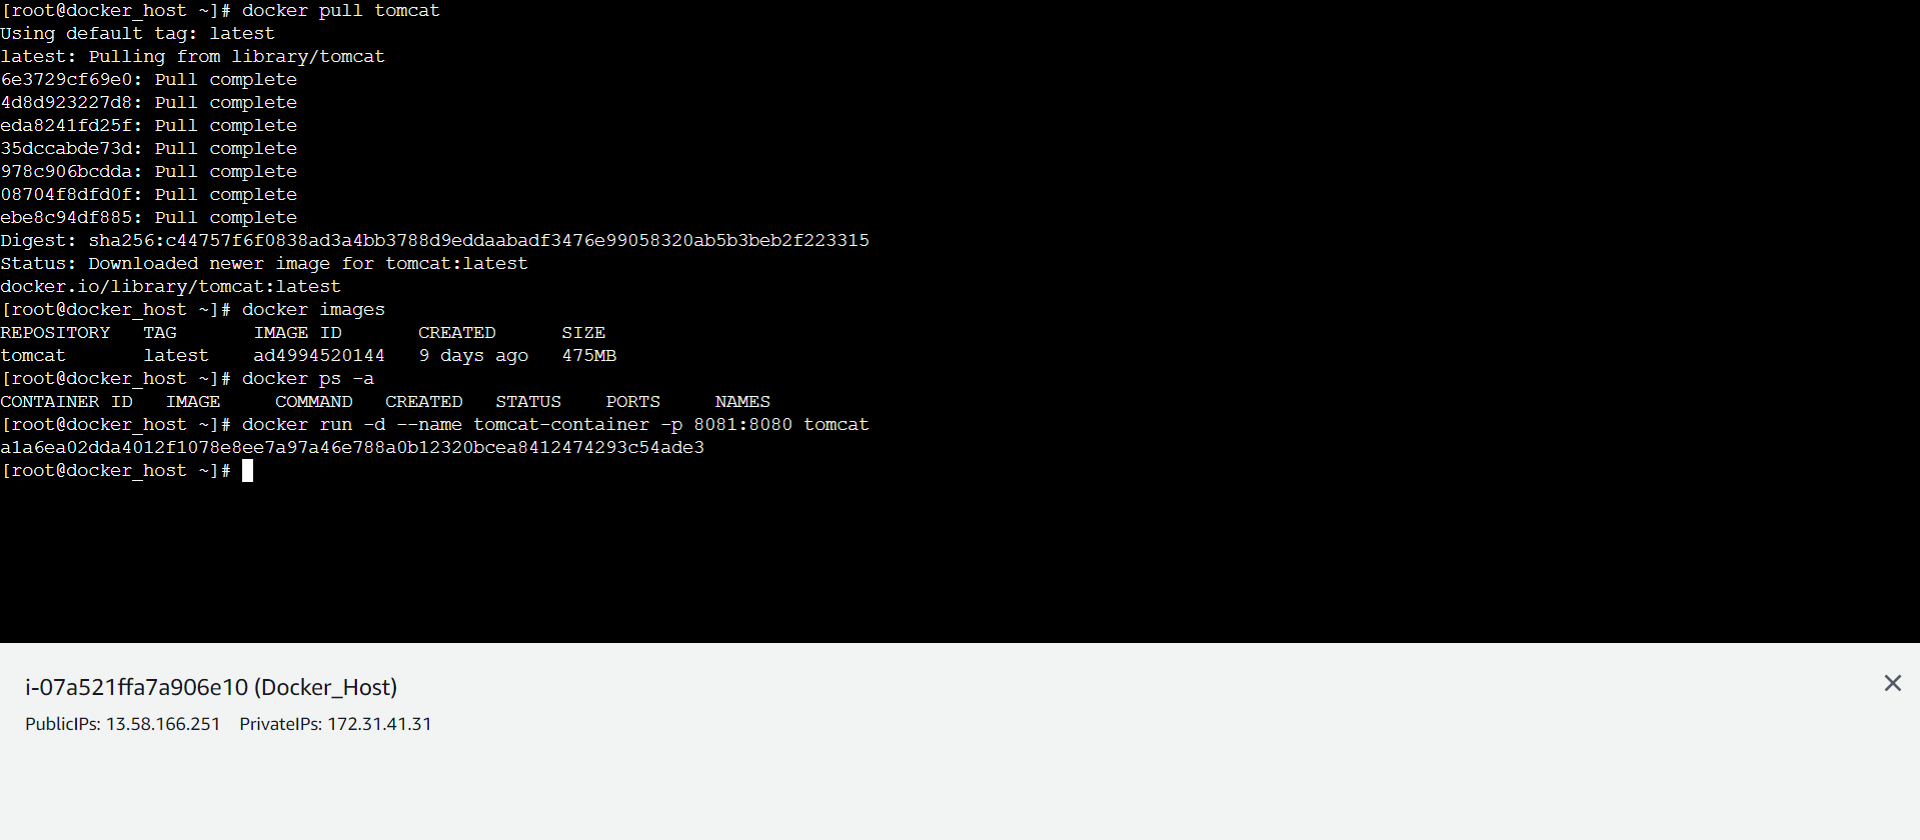 [root@docker_host ~]# docker pull tomcat
Using default tag: latest
latest: Pulling from library/tomcat
6e3729cf69e0: Pull complete
4d8d923227d8: Pull complete
eda8241fd25f: Pull complete
35dccabde73d: Pull complete
978c906bcdda: Pull complete
08704f8dfd0f: Pull complete
ebe8c94df885: Pull complete
Digest: sha256:c44757f6f0838ad3a4bb3788d9eddaabadf3476e99058320ab5b3beb2f223315
Status: Downloaded newer image for tomcat:latest
docker.io/library/tomcat:latest
[root@docker_host ~]# docker images
REPOSITORY   TAG       IMAGE ID       CREATED      SIZE
tomcat       latest    ad4994520144   9 days ago   475MB
[root@docker_host ~]# docker ps -a
CONTAINER ID   IMAGE     COMMAND   CREATED   STATUS    PORTS     NAMES
[root@docker_host ~]# docker run -d --name tomcat-container -p 8081:8080 tomcat
a1a6ea02dda4012f1078e8ee7a97a46e788a0b12320bcea8412474293c54ade3
[root@docker_host ~]#
i-07a521ffa7a906e10 (Docker_Host)
PublicIPs: 13.58.166.251 PrivateIPs: 172.31.41.31